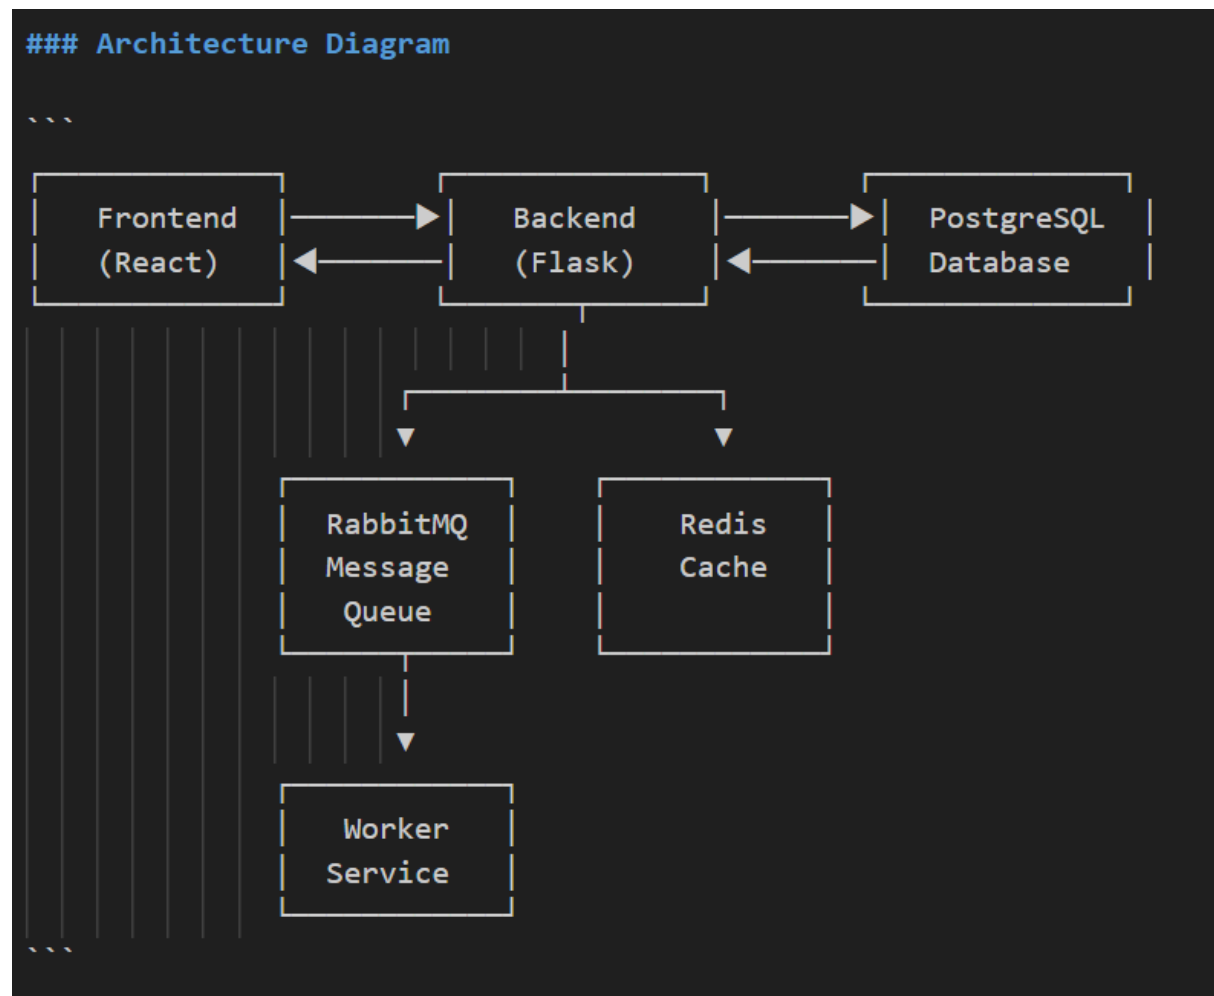 ### Architecture Diagram
```
Frontend Backend PostgreSQL
(React) (Flask) Database
RabbitMQ Redis
Message Cache
Queue
Worker
Service
```